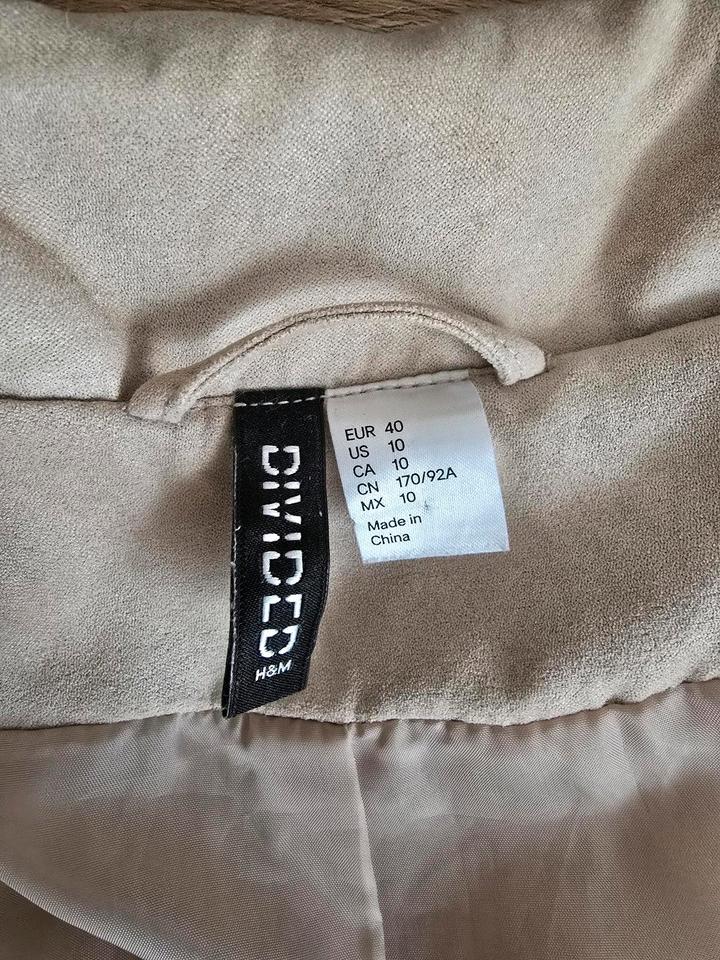 DIVIDED
H&M
EUR 40
US 10
CA 10
CN 170/92A
MX 10
Made in
China